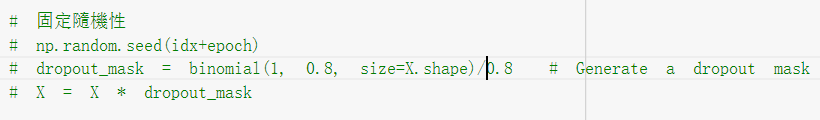 # 固定隨機性
# np.random.seed(idx+epoch)
# dropout_mask = binomial(1, 0.8, size=X.shape)/0.8 # Generate a dropout mask
# X = X * dropout_mask